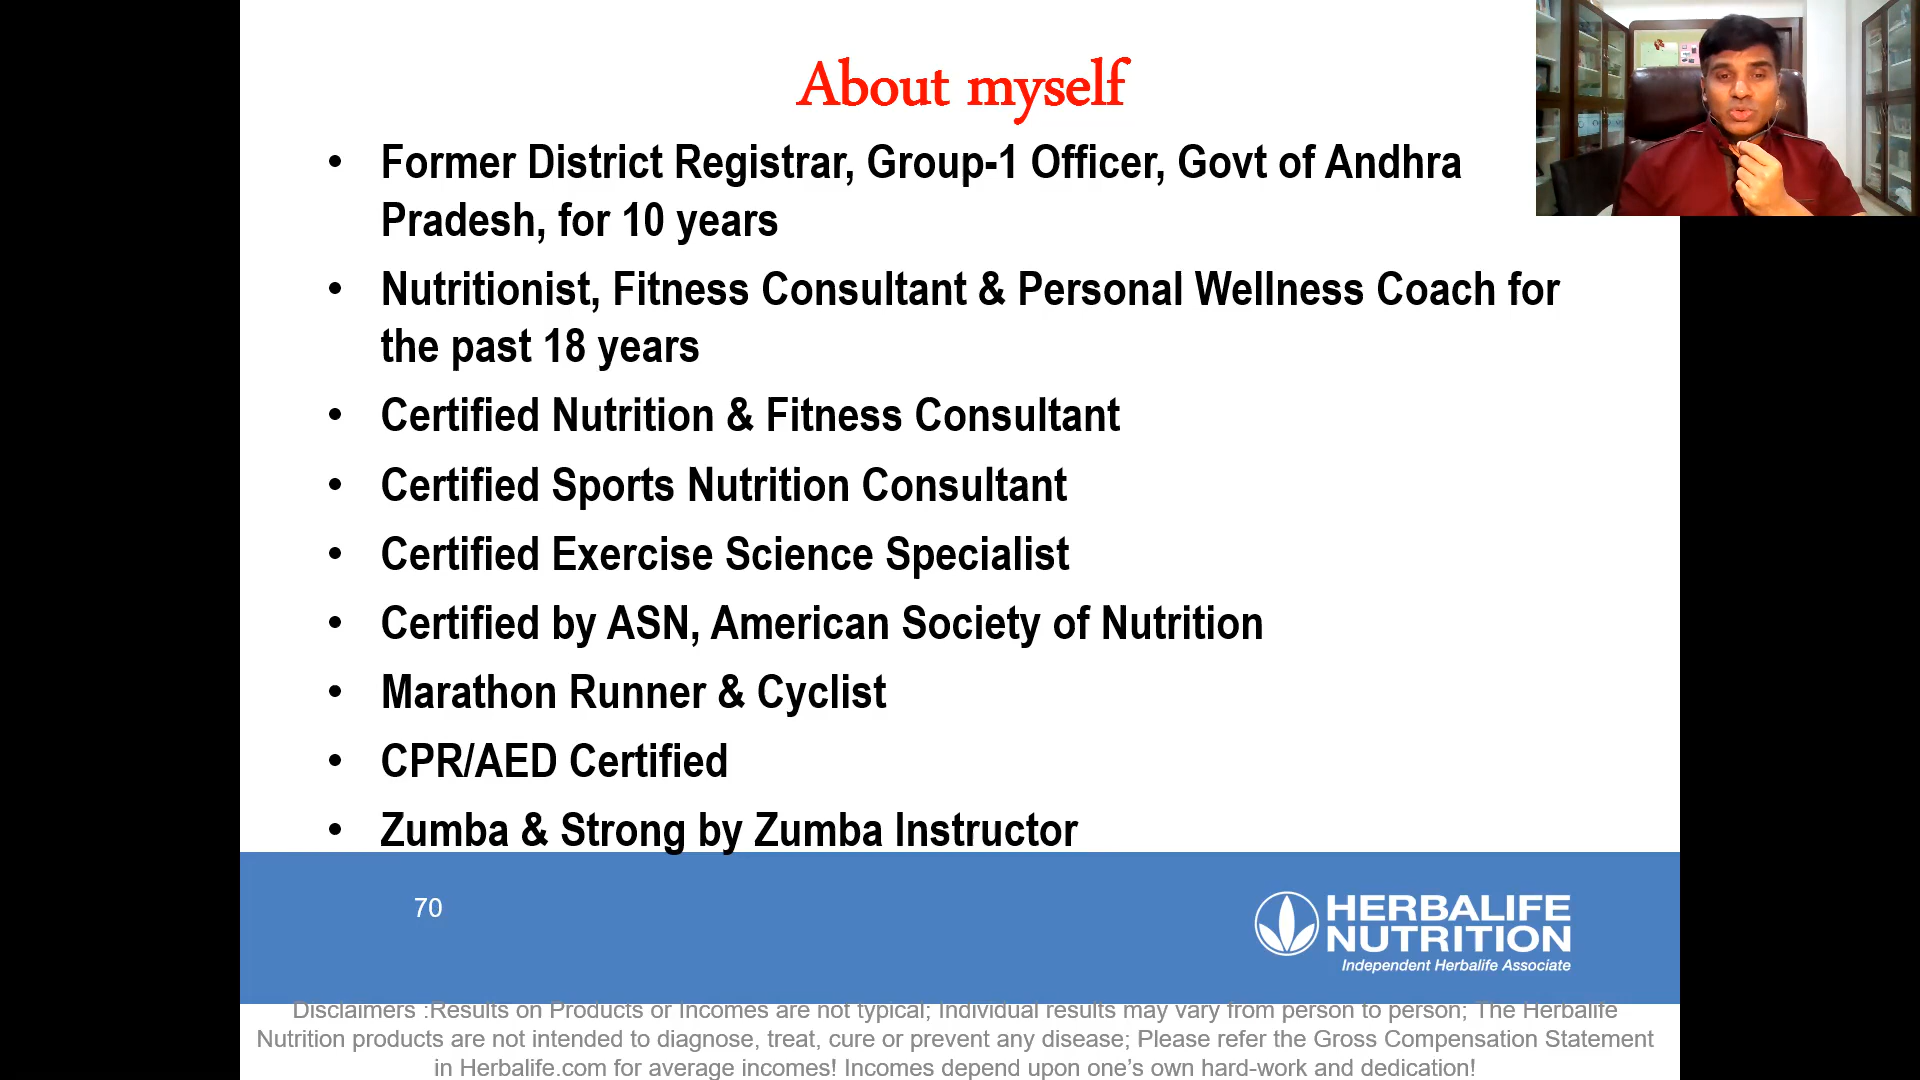 About myself
• Former District Registrar, Group-1 Officer, Govt of Andhra
Pradesh, for 10 years
• Nutritionist, Fitness Consultant & Personal Wellness Coach for
the past 18 years
• Certified Nutrition & Fitness Consultant
• Certified Sports Nutrition Consultant
• Certified Exercise Science Specialist
• Certified by ASN, American Society of Nutrition
• Marathon Runner & Cyclist
• CPR/AED Certified
• Zumba & Strong by Zumba Instructor
70
HERBALIFE
NUTRITION
Independent Herbalife Associate
Disclaimers :Results on Products or Incomes are not typical; Individual results may vary from person to person; The Herbalife
Nutrition products are not intended to diagnose, treat, cure or prevent any disease; Please refer the Gross Compensation Statement
in Herbalife.com for average incomes! Incomes depend upon one’s own hard-work and dedication!